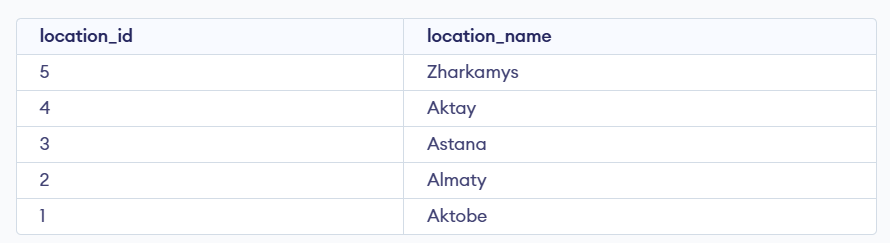 location_id location_name
5 Zharkamys
4 Aktay
3 Astana
2 Almaty
1 Aktobe